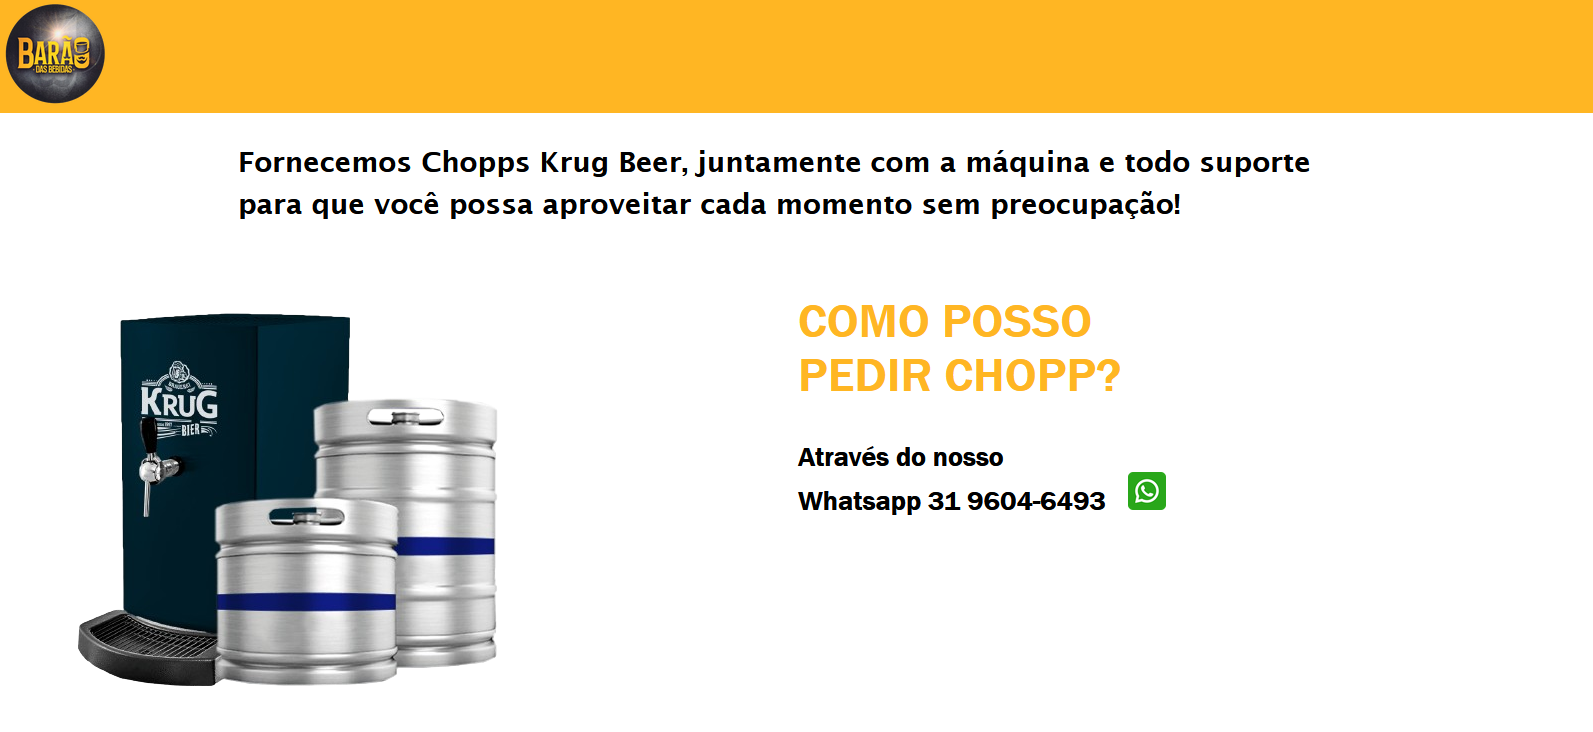 BARÃO
DAS BEBIDAS
Fornecemos Chopps Krug Beer, juntamente com a máquina e todo suporte
para que você possa aproveitar cada momento sem preocupação!
COMO POSSO
PEDIR CHOPP?
KRUG
BIER
Através do nosso
Whatsapp 31 9604-6493